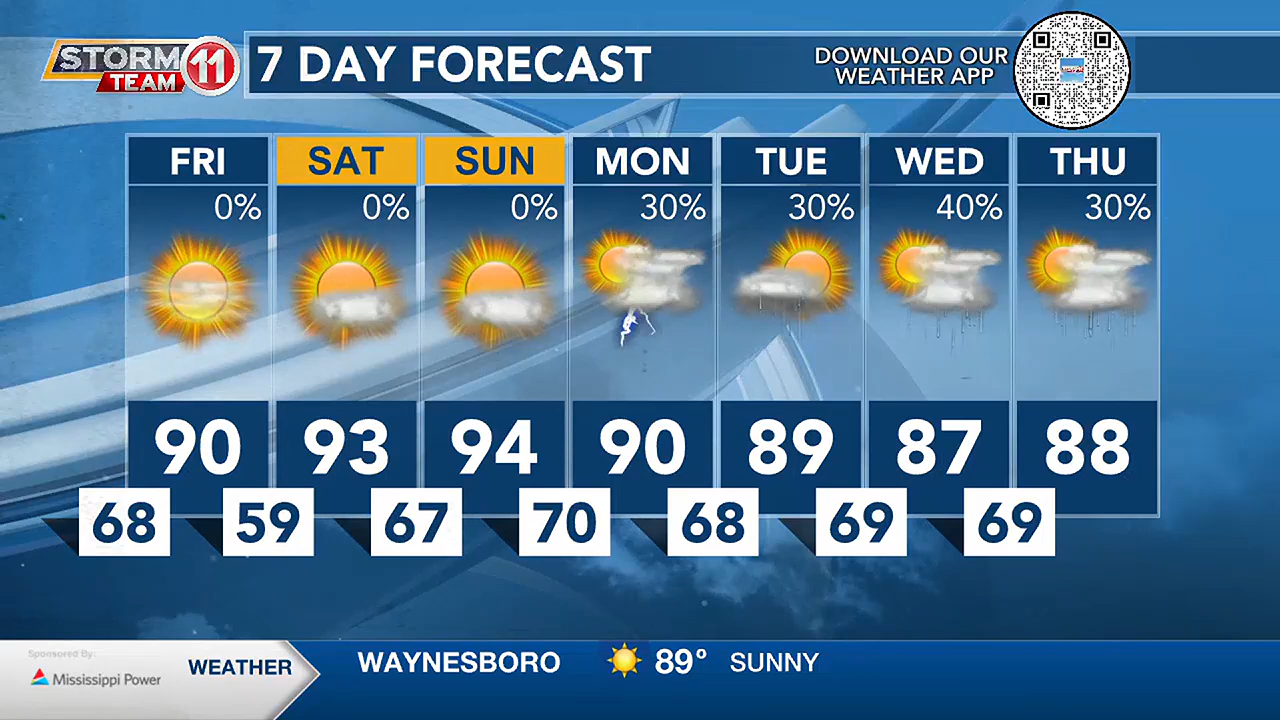 STORM
TEAM
11
7 DAY FORECAST
DOWNLOAD OUR
WEATHER APP
FRI SAT SUN MON TUE WED THU
0% 0% 0% 30% 30% 40% 30%
90 93 94 90 89 87 88
68 59 67 70 68 69 69
Sponsored By:
Mississippi Power
WEATHER
WAYNESBORO 89° SUNNY